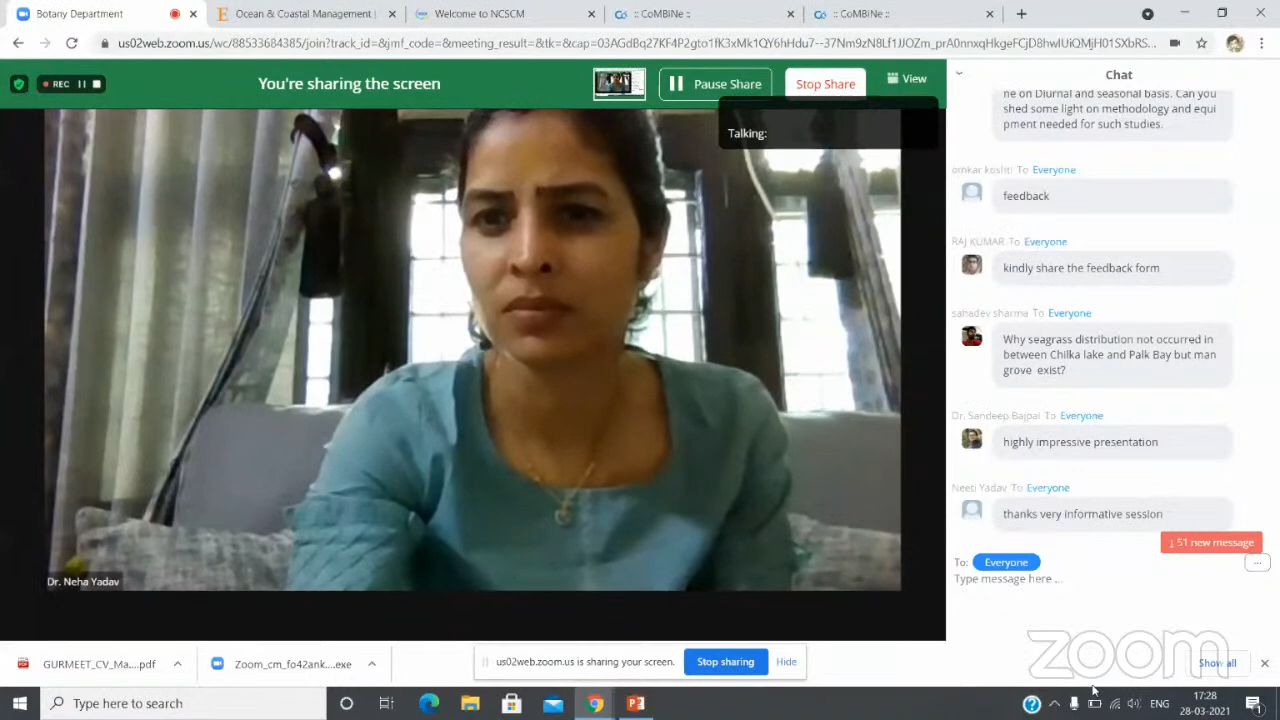 Botany Department
Ocean & Coastal Management |
Welcome to NCSCM
:: CoMBiNe ::
:: CoMBiNe ::
REC
You're sharing the screen
Pause Share
Stop Share
View
Talking:
Dr. Neha Yadav
Chat
ne on Diurnal and seasonal basis. Can you
shed some light on methodology and equi
pment needed for such studies.
omkar koshti To Everyone
feedback
RAJ KUMAR To Everyone
kindly share the feedback form
sahadev sharma To Everyone
Why seagrass distribution not occurred in
between Chilka lake and Palk Bay but man
grove exist?
Dr. Sandeep Bajpai To Everyone
highly impressive presentation
Neeti Yadav To Everyone
thanks very informative session
↓ 51 new message
To: Everyone
Type message here ...
zoom
GURMEET_CV_Ma....pdf
Zoom_cm_fo42ank....exe
us02web.zoom.us is sharing your screen.
Stop sharing
Hide
Show all
Type here to search
ENG
17:28
28-03-2021